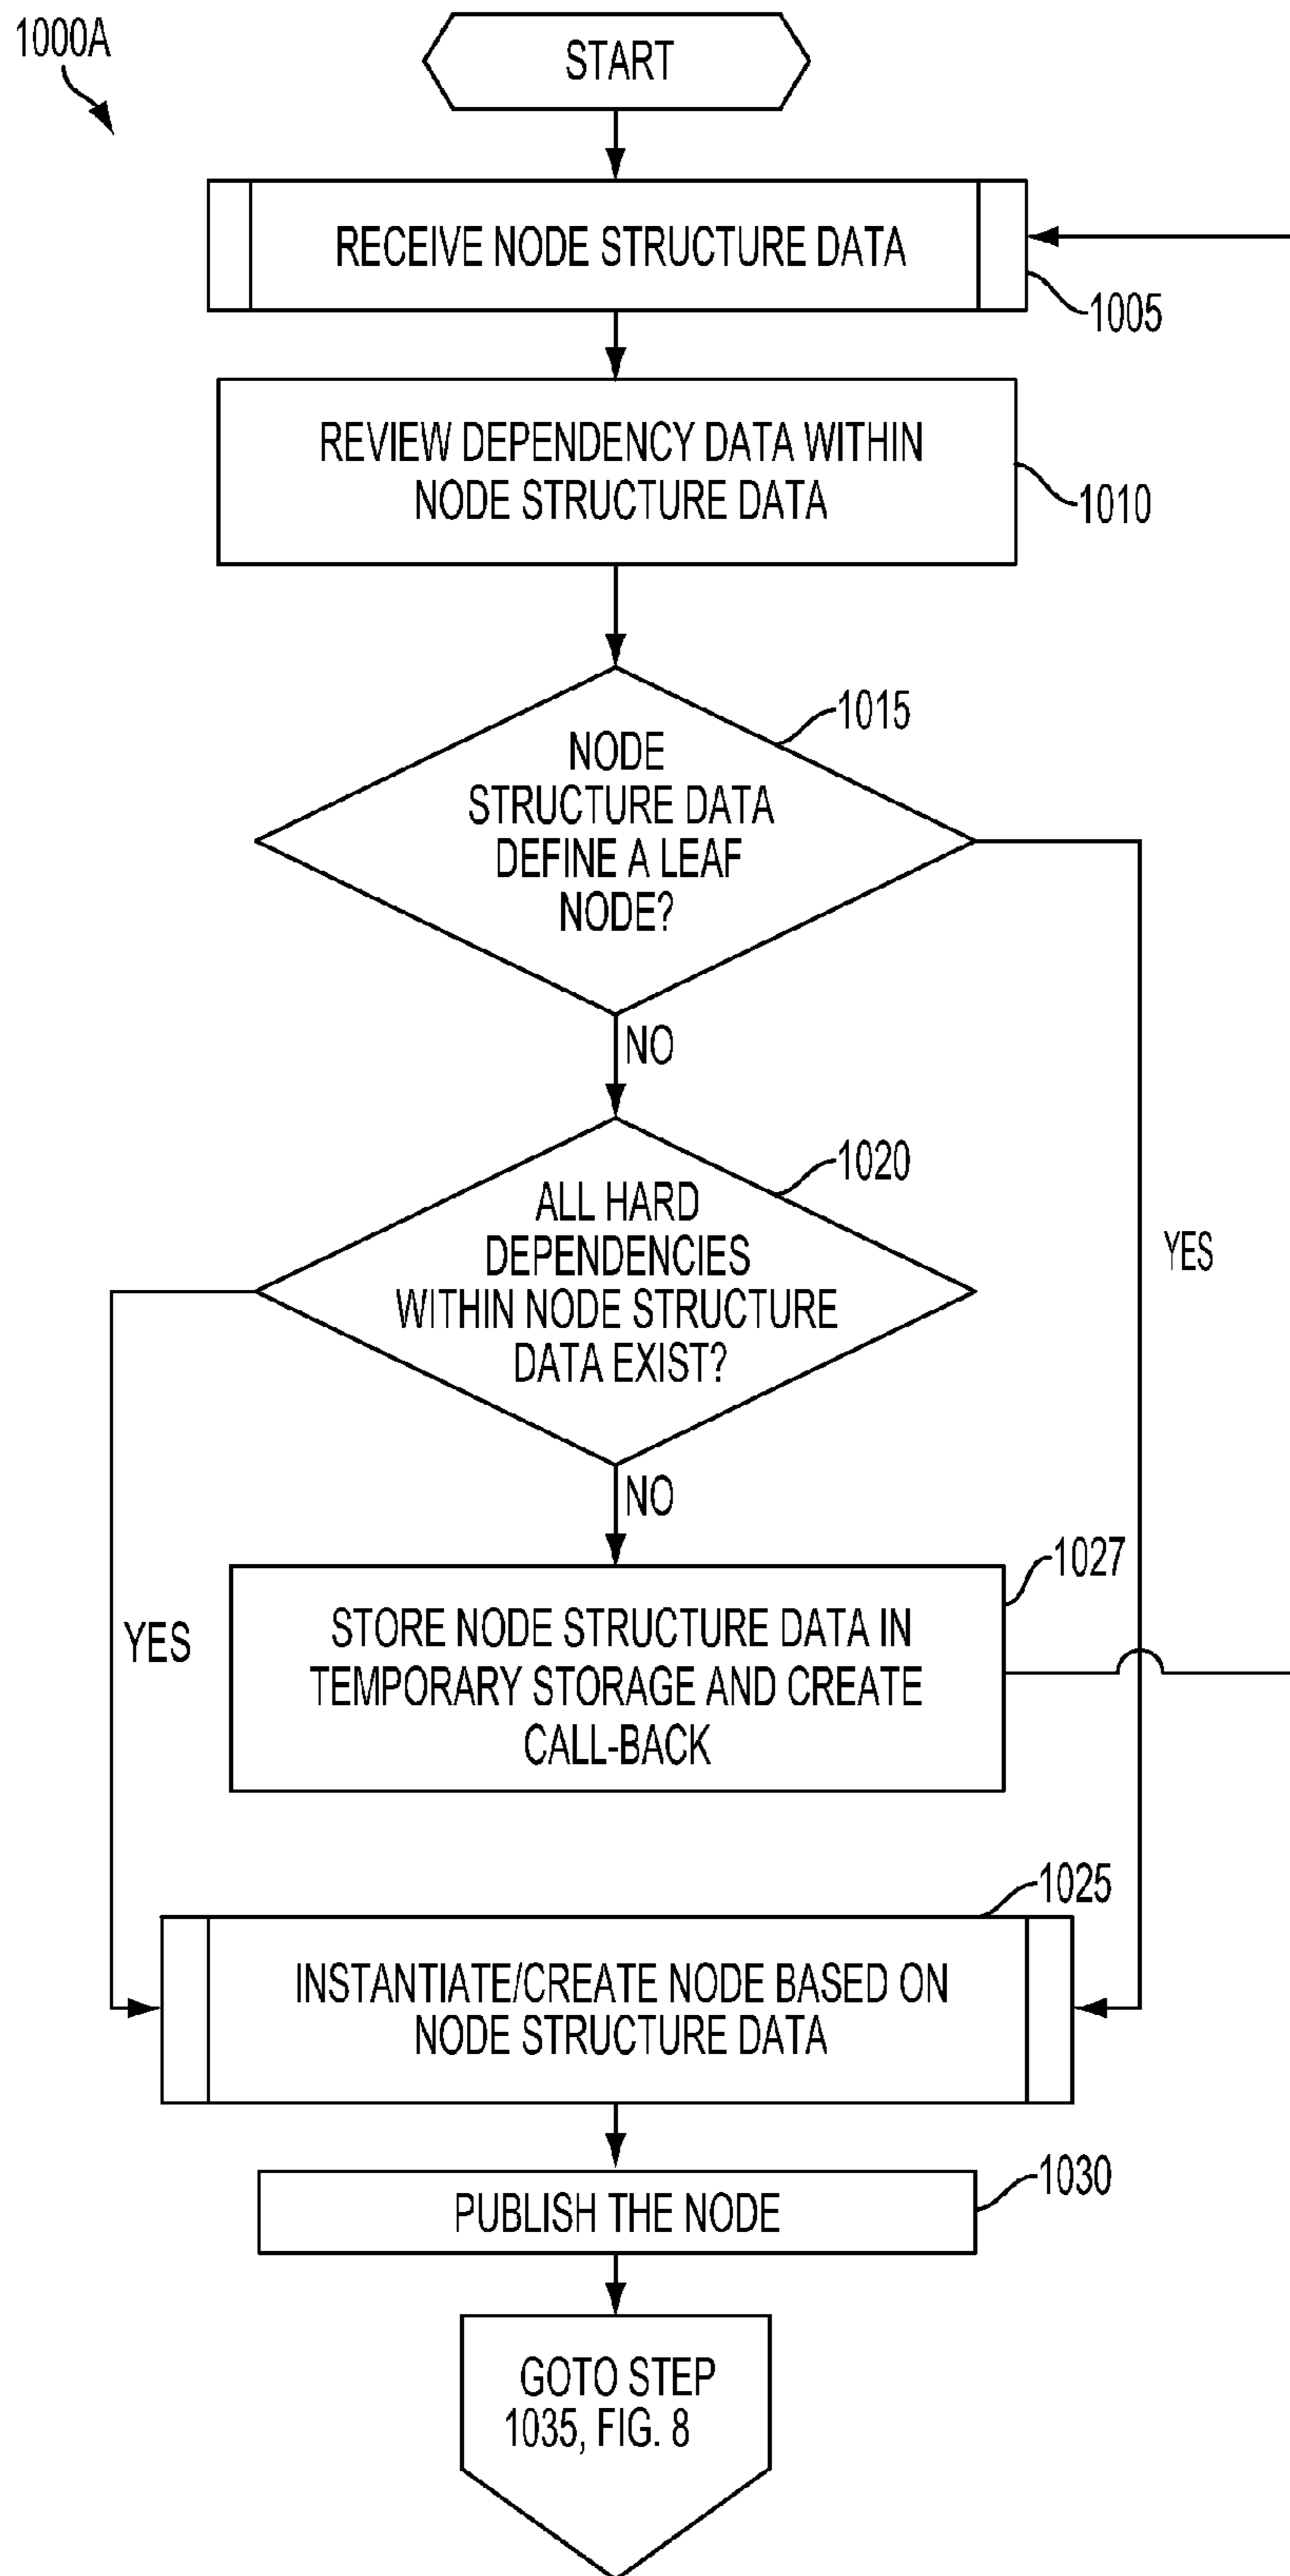 1000A
START
RECEIVE NODE STRUCTURE DATA
1005
REVIEW DEPENDENCY DATA WITHIN
NODE STRUCTURE DATA
1010
1015
NODE
STRUCTURE DATA
DEFINE A LEAF
NODE?
NO
1020
ALL HARD
DEPENDENCIES
WITHIN NODE STRUCTURE
DATA EXIST?
YES
NO
1027
STORE NODE STRUCTURE DATA IN
TEMPORARY STORAGE AND CREATE
CALL-BACK
YES
1025
INSTANTIATE/CREATE NODE BASED ON
NODE STRUCTURE DATA
1030
PUBLISH THE NODE
GOTO STEP
1035, FIG. 8